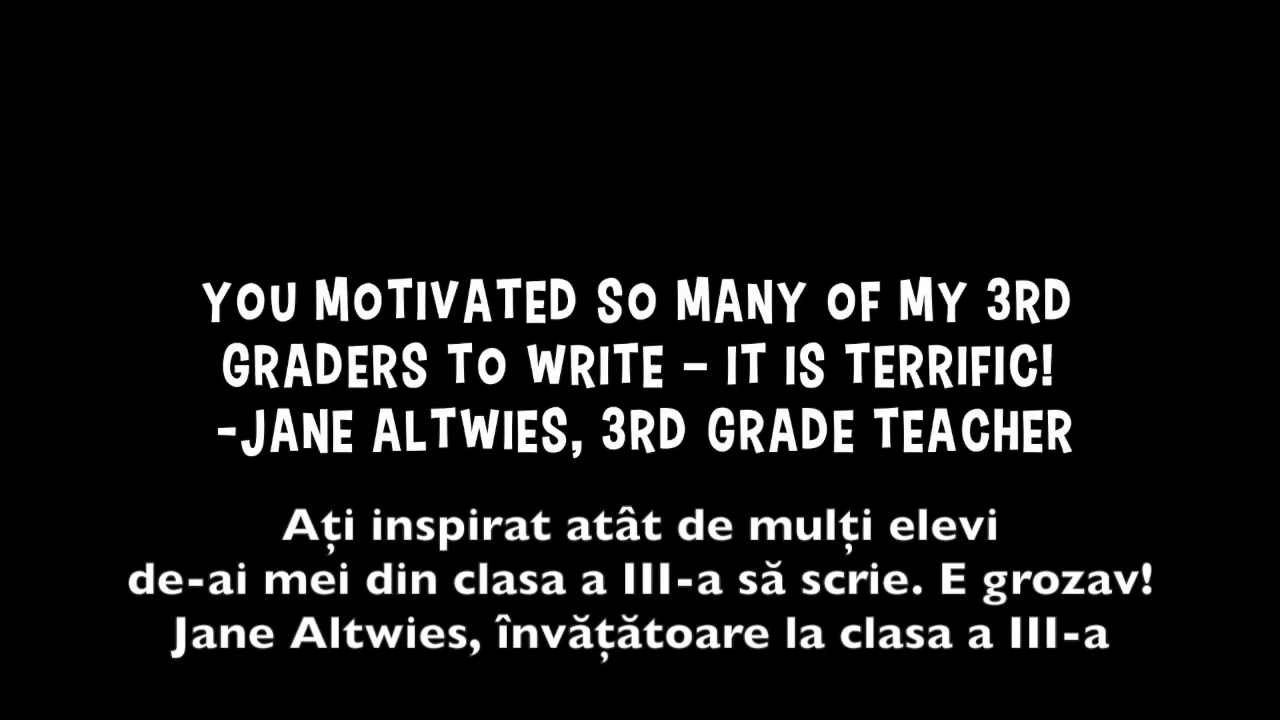 YOU MOTIVATED SO MANY OF MY 3RD
GRADERS TO WRITE – IT IS TERRIFIC!
-JANE ALTWIES, 3RD GRADE TEACHER
Ați inspirat atât de mulți elevi
de-ai mei din clasa a III-a să scrie. E grozav!
Jane Altwies, învățătoare la clasa a III-a